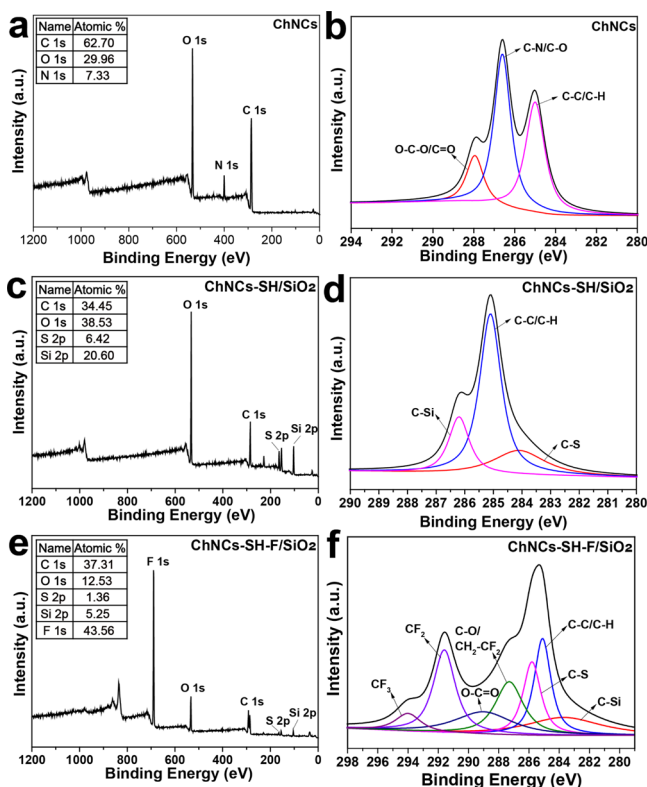 a
ChNCs
Name Atomic %
C 1s 62.70
O 1s 29.96
N 1s 7.33
O 1s
C 1s
N 1s
Intensity (a.u.)
1200 1000 800 600 400 200 0
Binding Energy (eV)
b
ChNCs
C-N/C-O
C-C/C-H
O-C-O/C=O
Intensity (a.u.)
294 292 290 288 286 284 282 280
Binding Energy (eV)
c
ChNCs-SH/SiO2
Name Atomic %
C 1s 34.45
O 1s 38.53
S 2p 6.42
Si 2p 20.60
O 1s
C 1s
S 2p
Si 2p
Intensity (a.u.)
1200 1000 800 600 400 200 0
Binding Energy (eV)
d
ChNCs-SH/SiO2
C-C/C-H
C-Si
C-S
Intensity (a.u.)
294 292 290 288 286 284 282 280
Binding Energy (eV)
e
ChNCs-SH-F/SiO2
Name Atomic %
C 1s 37.31
O 1s 12.53
S 2p 1.36
Si 2p 5.25
F 1s 43.56
F 1s
O 1s
C 1s
S 2p
Si 2p
Intensity (a.u.)
1200 1000 800 600 400 200 0
Binding Energy (eV)
f
ChNCs-SH-F/SiO2
CF2
C-O/
CH2-CF2
C-C/C-H
O-C=O
C-S
CF3
C-Si
Intensity (a.u.)
298 296 294 292 290 288 286 284 282 280
Binding Energy (eV)